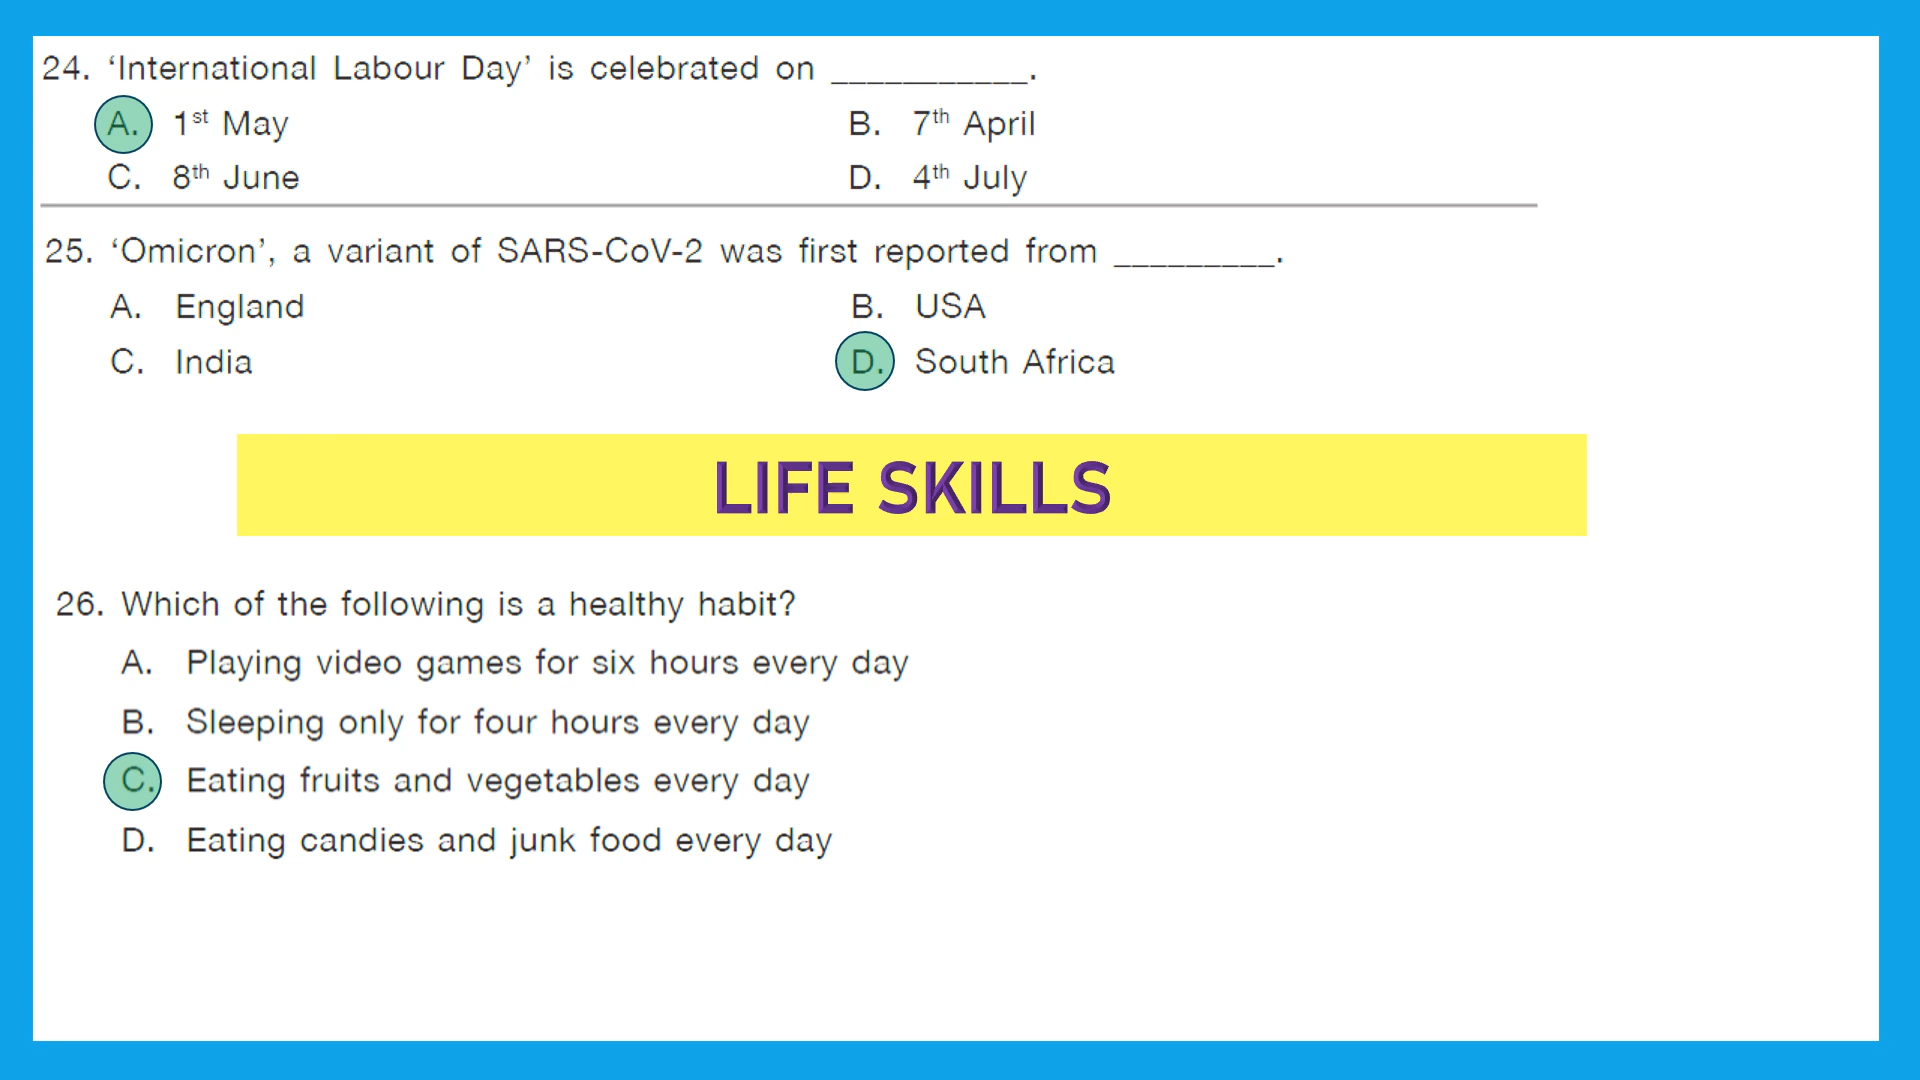 24. ‘International Labour Day’ is celebrated on ___________.
A. 1st May B. 7th April
C. 8th June D. 4th July
25. ‘Omicron’, a variant of SARS-CoV-2 was first reported from _________.
A. England B. USA
C. India D. South Africa
LIFE SKILLS
26. Which of the following is a healthy habit?
A. Playing video games for six hours every day
B. Sleeping only for four hours every day
C. Eating fruits and vegetables every day
D. Eating candies and junk food every day